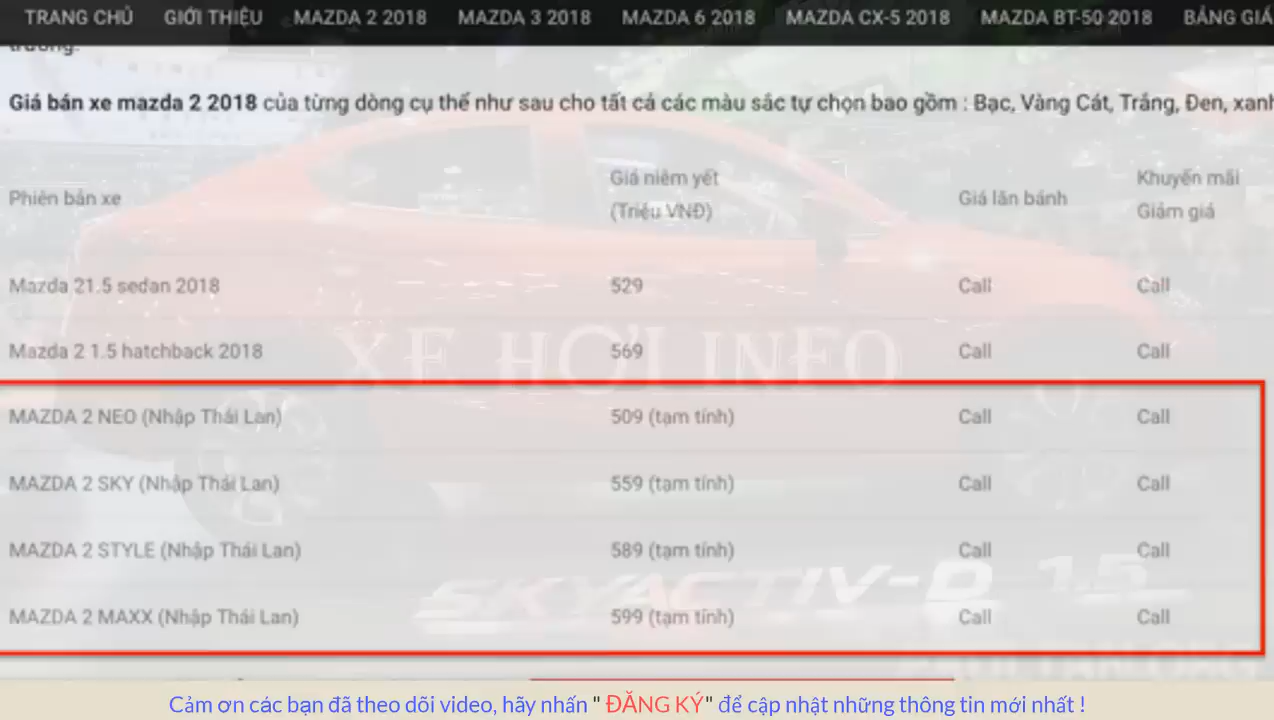 TRANG CHỦ GIỚI THIỆU MAZDA 2 2018 MAZDA 3 2018 MAZDA 6 2018 MAZDA CX-5 2018 MAZDA BT-50 2018 BẢNG GIÁ
trường.
Giá bán xe mazda 2 2018 của từng dòng cụ thể như sau cho tất cả các màu sắc tự chọn bao gồm : Bạc, Vàng Cát, Trắng, Đen, xanh
Phiên bản xe Giá niêm yết (Triệu VNĐ) Giá lăn bánh Khuyến mãi Giảm giá
Mazda 21.5 sedan 2018 529 Call Call
Mazda 2 1.5 hatchback 2018 569 Call Call
XE HƠI INFO
MAZDA 2 NEO (Nhập Thái Lan) 509 (tạm tính) Call Call
MAZDA 2 SKY (Nhập Thái Lan) 559 (tạm tính) Call Call
MAZDA 2 STYLE (Nhập Thái Lan) 589 (tạm tính) Call Call
SKYACTIV-D 1.5
MAZDA 2 MAXX (Nhập Thái Lan) 599 (tạm tính) Call Call
Cảm ơn các bạn đã theo dõi video, hãy nhấn " ĐĂNG KÝ" để cập nhật những thông tin mới nhất !